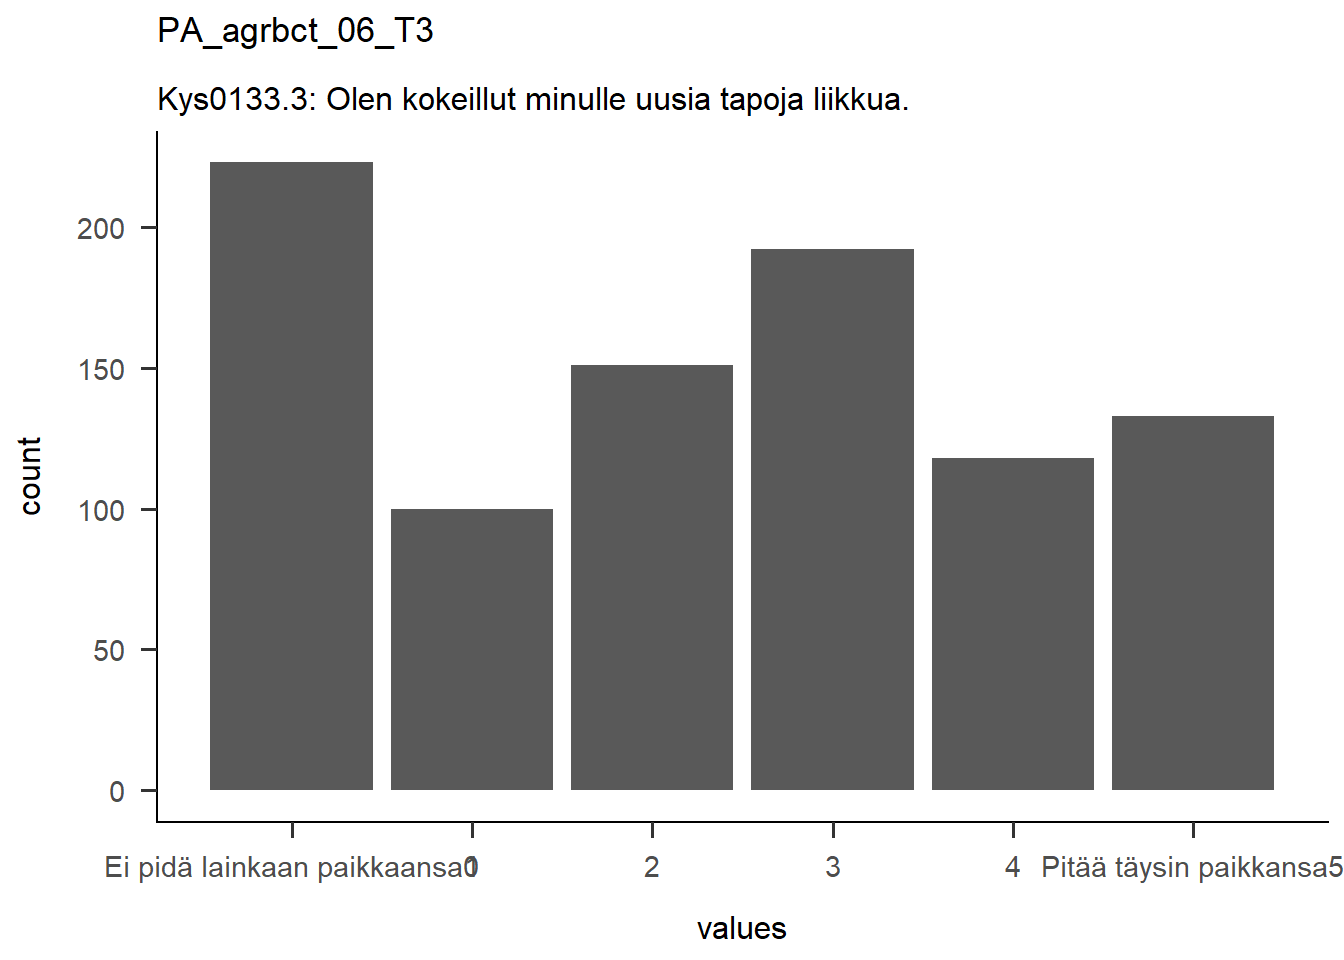 PA_agrbct_06_T3
Kys0133.3: Olen kokeillut minulle uusia tapoja liikkua.
200
150
100
50
0
count
Ei pidä lainkaan paikkaansa0 1 2 3 4 Pitää täysin paikkansa5
values